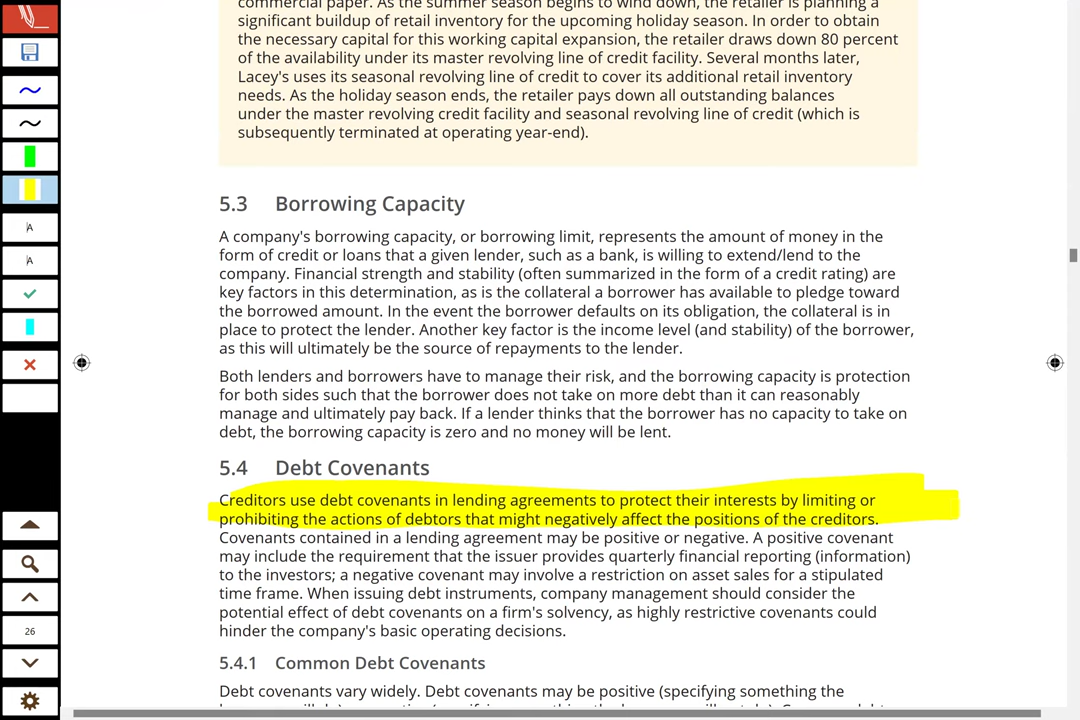 commercial paper. As the summer season begins to wind down, the retailer is planning a
significant buildup of retail inventory for the upcoming holiday season. In order to obtain
the necessary capital for this working capital expansion, the retailer draws down 80 percent
of the availability under its master revolving line of credit facility. Several months later,
Lacey's uses its seasonal revolving line of credit to cover its additional retail inventory
needs. As the holiday season ends, the retailer pays down all outstanding balances
under the master revolving credit facility and seasonal revolving line of credit (which is
subsequently terminated at operating year-end).
5.3 Borrowing Capacity
A company's borrowing capacity, or borrowing limit, represents the amount of money in the
form of credit or loans that a given lender, such as a bank, is willing to extend/lend to the
company. Financial strength and stability (often summarized in the form of a credit rating) are
key factors in this determination, as is the collateral a borrower has available to pledge toward
the borrowed amount. In the event the borrower defaults on its obligation, the collateral is in
place to protect the lender. Another key factor is the income level (and stability) of the borrower,
as this will ultimately be the source of repayments to the lender.
Both lenders and borrowers have to manage their risk, and the borrowing capacity is protection
for both sides such that the borrower does not take on more debt than it can reasonably
manage and ultimately pay back. If a lender thinks that the borrower has no capacity to take on
debt, the borrowing capacity is zero and no money will be lent.
5.4 Debt Covenants
Creditors use debt covenants in lending agreements to protect their interests by limiting or
prohibiting the actions of debtors that might negatively affect the positions of the creditors.
Covenants contained in a lending agreement may be positive or negative. A positive covenant
may include the requirement that the issuer provides quarterly financial reporting (information)
to the investors; a negative covenant may involve a restriction on asset sales for a stipulated
time frame. When issuing debt instruments, company management should consider the
potential effect of debt covenants on a firm's solvency, as highly restrictive covenants could
hinder the company's basic operating decisions.
5.4.1 Common Debt Covenants
Debt covenants vary widely. Debt covenants may be positive (specifying something the
A
A
26